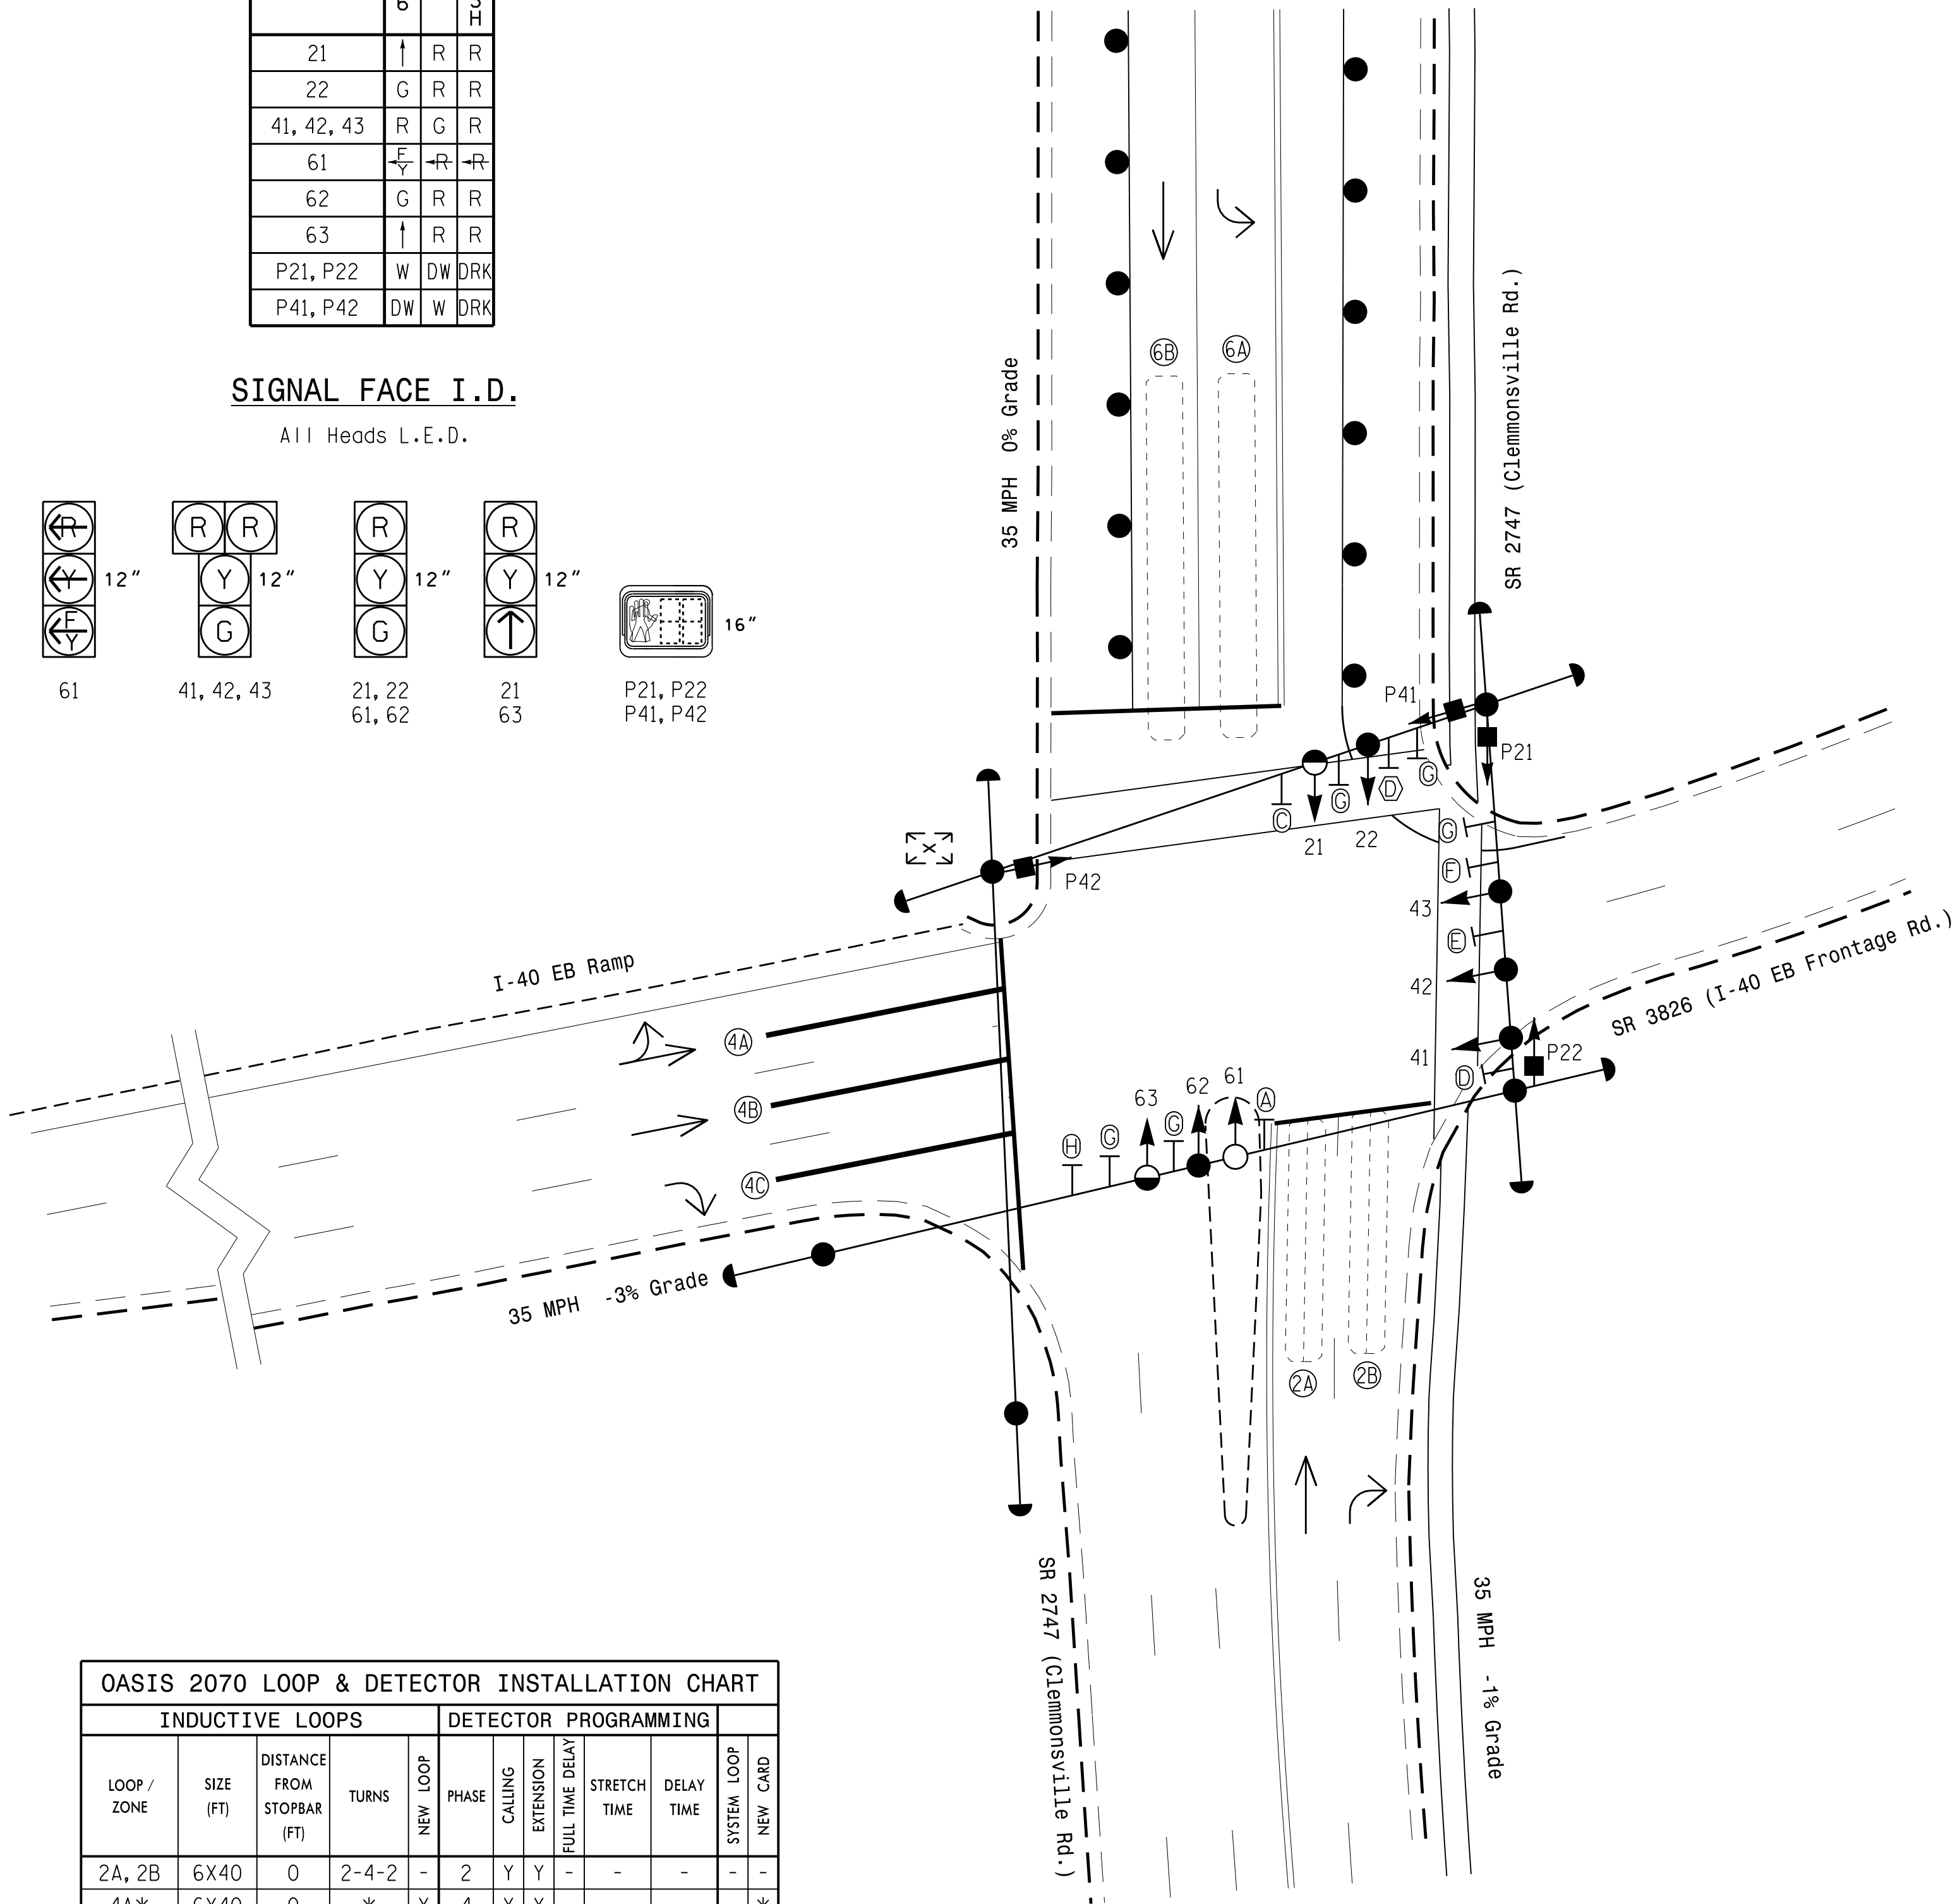 6 3
H
21 ↑ R R
22 G R R
41, 42, 43 R G R
61 F Y R R
62 G R R
63 ↑ R R
P21, P22 W DW DRK
P41, P42 DW W DRK
SIGNAL FACE I.D.
All Heads L.E.D.
R
Y
F
Y
12"
61
R R
Y
G
12"
41, 42, 43
R
Y
G
12"
21, 22
61, 62
R
Y
12"
21
63
16"
P21, P22
P41, P42
35 MPH 0% Grade
6B
6A
SR 2747 (Clemmonsville Rd.)
P41
P21
C
21
G
22
D
G
G
F
43
E
42
41
D
P22
X
P42
I-40 EB Ramp
SR 3826 (I-40 EB Frontage Rd.)
4A
4B
4C
H
G
63
G
62
61
A
35 MPH -3% Grade
2A
2B
SR 2747 (Clemmonsville Rd.)
35 MPH -1% Grade
OASIS 2070 LOOP & DETECTOR INSTALLATION CHART
INDUCTIVE LOOPS DETECTOR PROGRAMMING
LOOP / ZONE
SIZE (FT)
DISTANCE FROM STOPBAR (FT)
TURNS
NEW LOOP
PHASE
CALLING
EXTENSION
FULL TIME DELAY
STRETCH TIME
DELAY TIME
SYSTEM LOOP
NEW CARD
2A, 2B 6X40 0 2-4-2 - 2 Y Y - - - - -
4A* 6X40 0 * Y 4 Y Y - - - - *